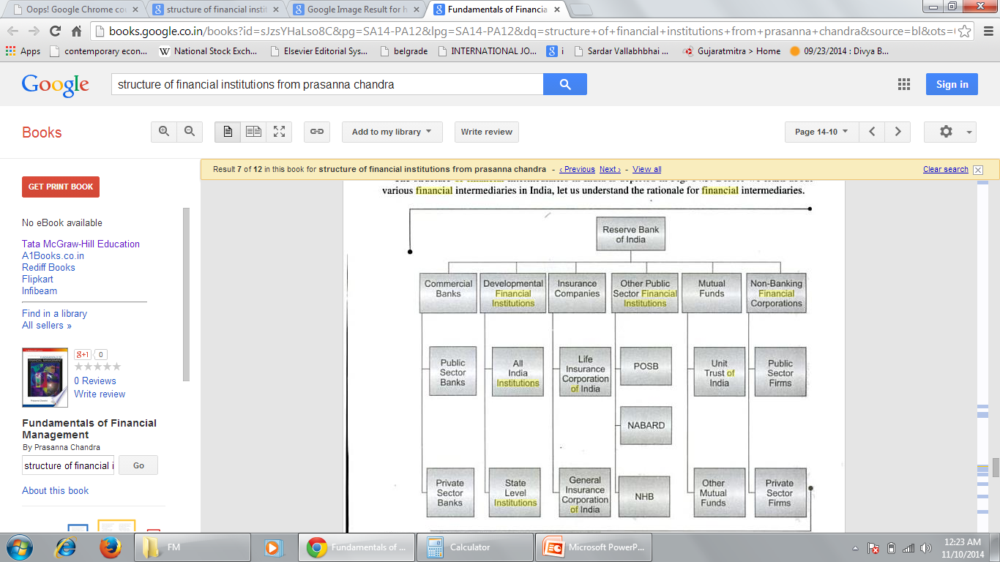 Oops! Google Chrome co
structure of financial instit
Google Image Result for h
Fundamentals of Financia
books.google.co.in/books?id=sJzsYHaLso8C&pg=SA14-PA12&lpg=SA14-PA12&dq=structure+of+financial+institutions+from+prasanna+chandra&source=bl&ots=
Apps
contemporary econ...
National Stock Exch...
Elsevier Editorial Sys...
belgrade
INTERNATIONAL JO...
i
Sardar Vallabhbhai ...
Gujaratmitra > Home
09/23/2014 : Divya B...
Google
structure of financial institutions from prasanna chandra
Sign in
Books
Add to my library
Write review
Page 14-10
Result 7 of 12 in this book for structure of financial institutions from prasanna chandra - ‹ Previous Next › - View all
Clear search
GET PRINT BOOK
No eBook available
Tata McGraw-Hill Education
A1Books.co.in
Rediff Books
Flipkart
Infibeam
Find in a library
All sellers »
g+1 0
0 Reviews
Write review
Fundamentals of Financial
Management
By Prasanna Chandra
structure of financial i
Go
About this book
various financial intermediaries in India, let us understand the rationale for financial intermediaries.
Reserve Bank
of India
Commercial
Banks
Developmental
Financial
Institutions
Insurance
Companies
Other Public
Sector Financial
Institutions
Mutual
Funds
Non-Banking
Financial
Corporations
Public
Sector
Banks
All
India
Institutions
Life
Insurance
Corporation
of India
POSB
Unit
Trust of
India
Public
Sector
Firms
NABARD
Private
Sector
Banks
State
Level
Institutions
General
Insurance
Corporation
of India
NHB
Other
Mutual
Funds
Private
Sector
Firms
FM
Fundamentals of ...
Calculator
Microsoft PowerP...
12:23 AM
11/10/2014